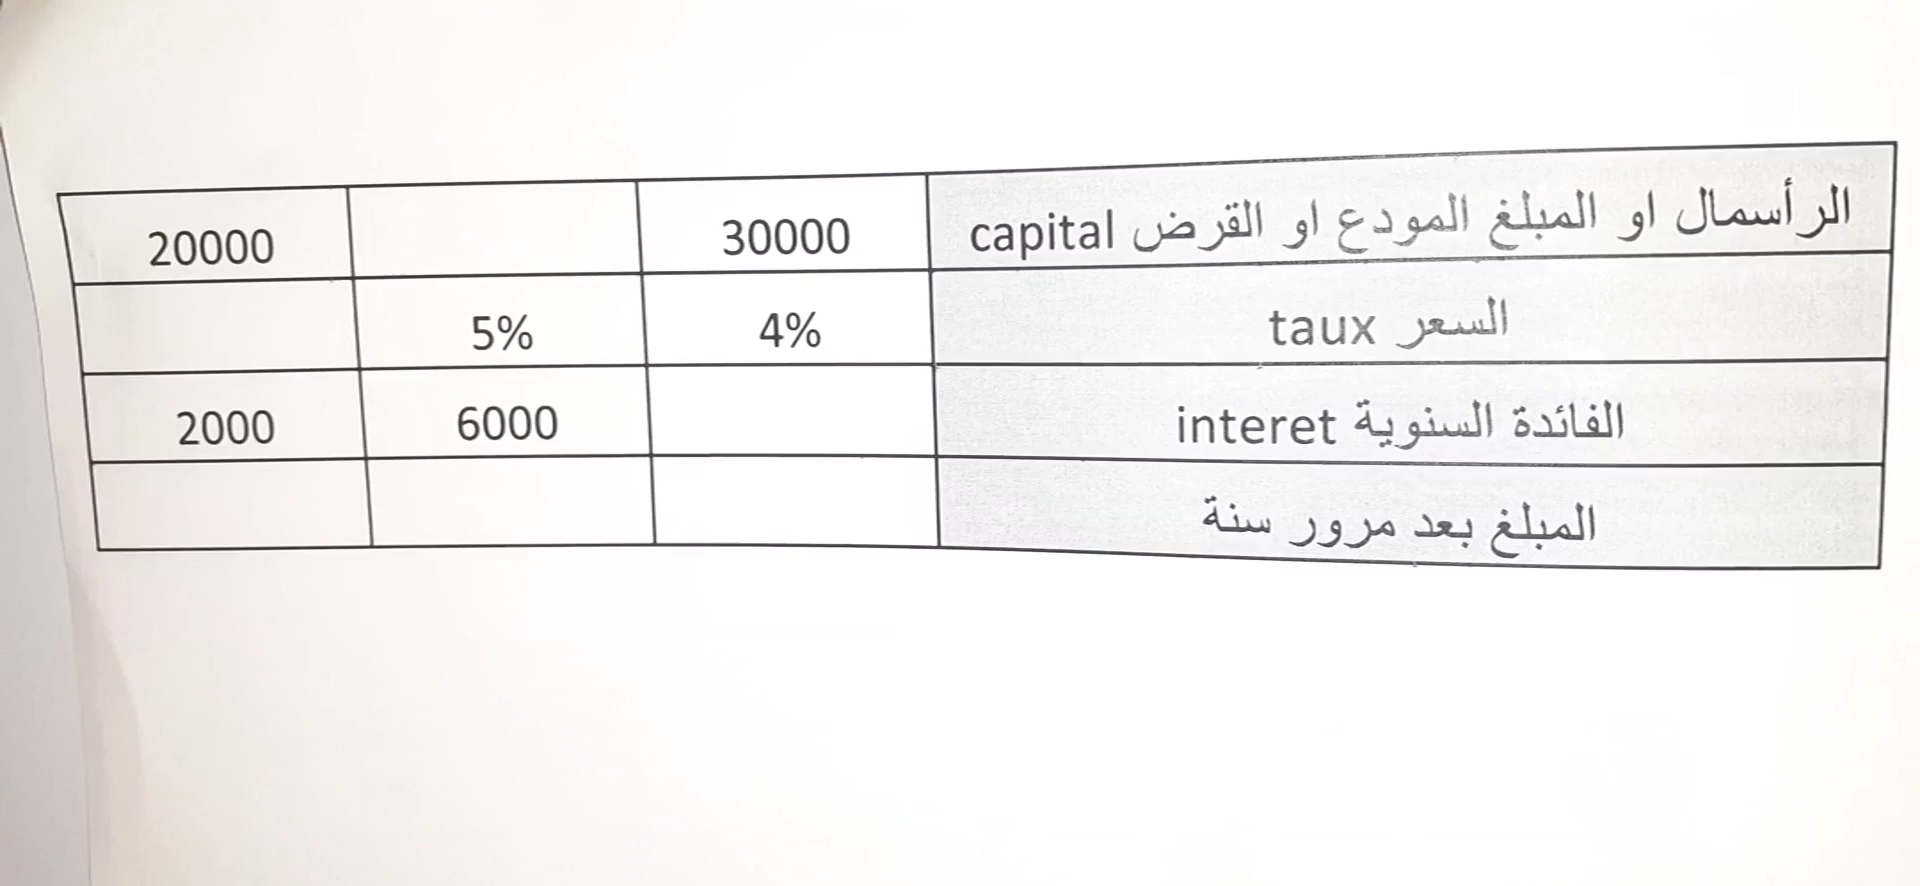 الرأسمال او المبلغ المودع او القرض capital 30000 20000
السعر taux 4% 5%
الفائدة السنوية interet 6000 2000
المبلغ بعد مرور سنة